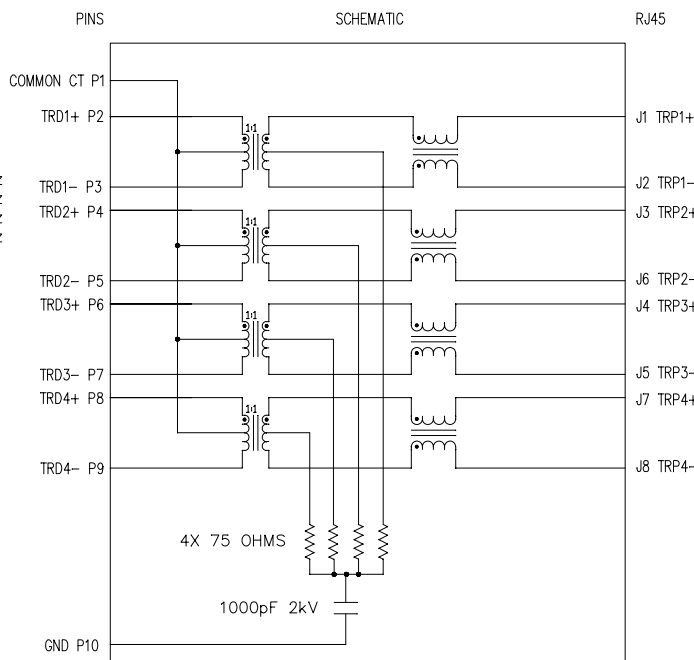 PINS SCHEMATIC RJ45
COMMON CT P1
TRD1+ P2 1:1 J1 TRP1+
TRD1- P3 J2 TRP1-
TRD2+ P4 1:1 J3 TRP2+
TRD2- P5 J6 TRP2-
TRD3+ P6 1:1 J4 TRP3+
TRD3- P7 J5 TRP3-
TRD4+ P8 1:1 J7 TRP4+
TRD4- P9 J8 TRP4-
4X 75 OHMS
1000pF 2kV
GND P10